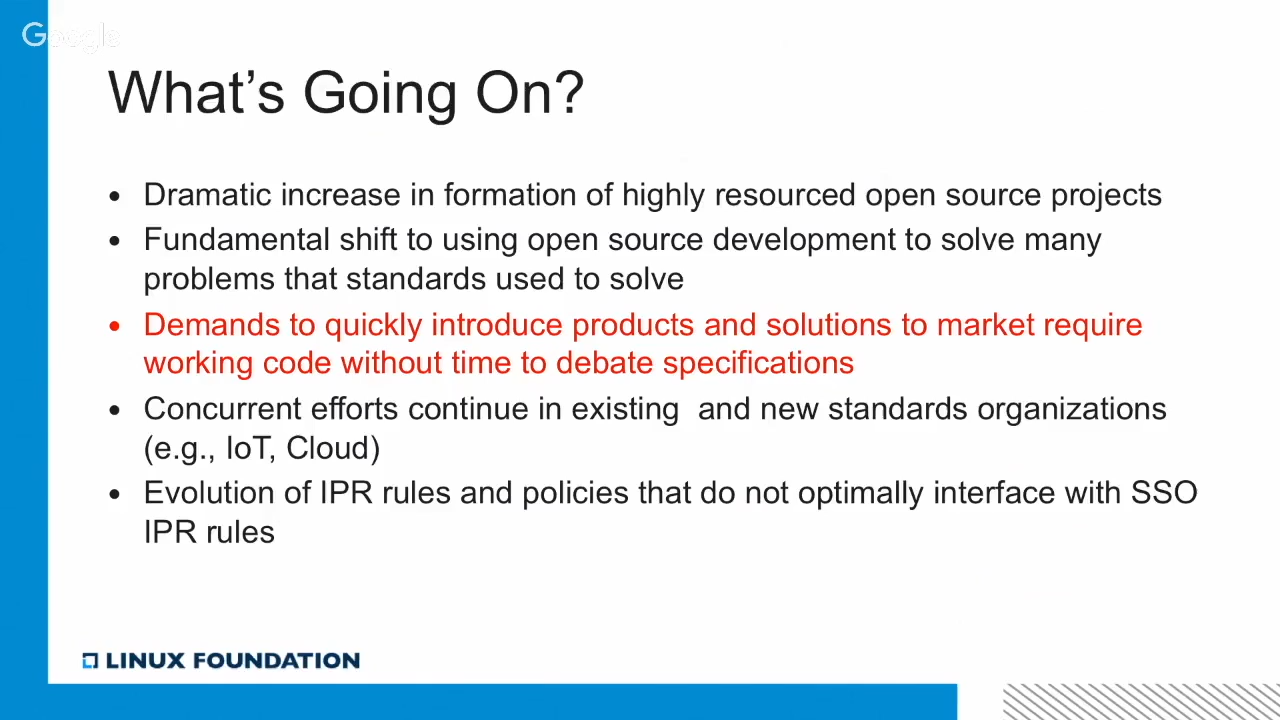 Google
What's Going On?
• Dramatic increase in formation of highly resourced open source projects
• Fundamental shift to using open source development to solve many
problems that standards used to solve
• Demands to quickly introduce products and solutions to market require
working code without time to debate specifications
• Concurrent efforts continue in existing  and new standards organizations
(e.g., IoT, Cloud)
• Evolution of IPR rules and policies that do not optimally interface with SSO
IPR rules
LINUX FOUNDATION